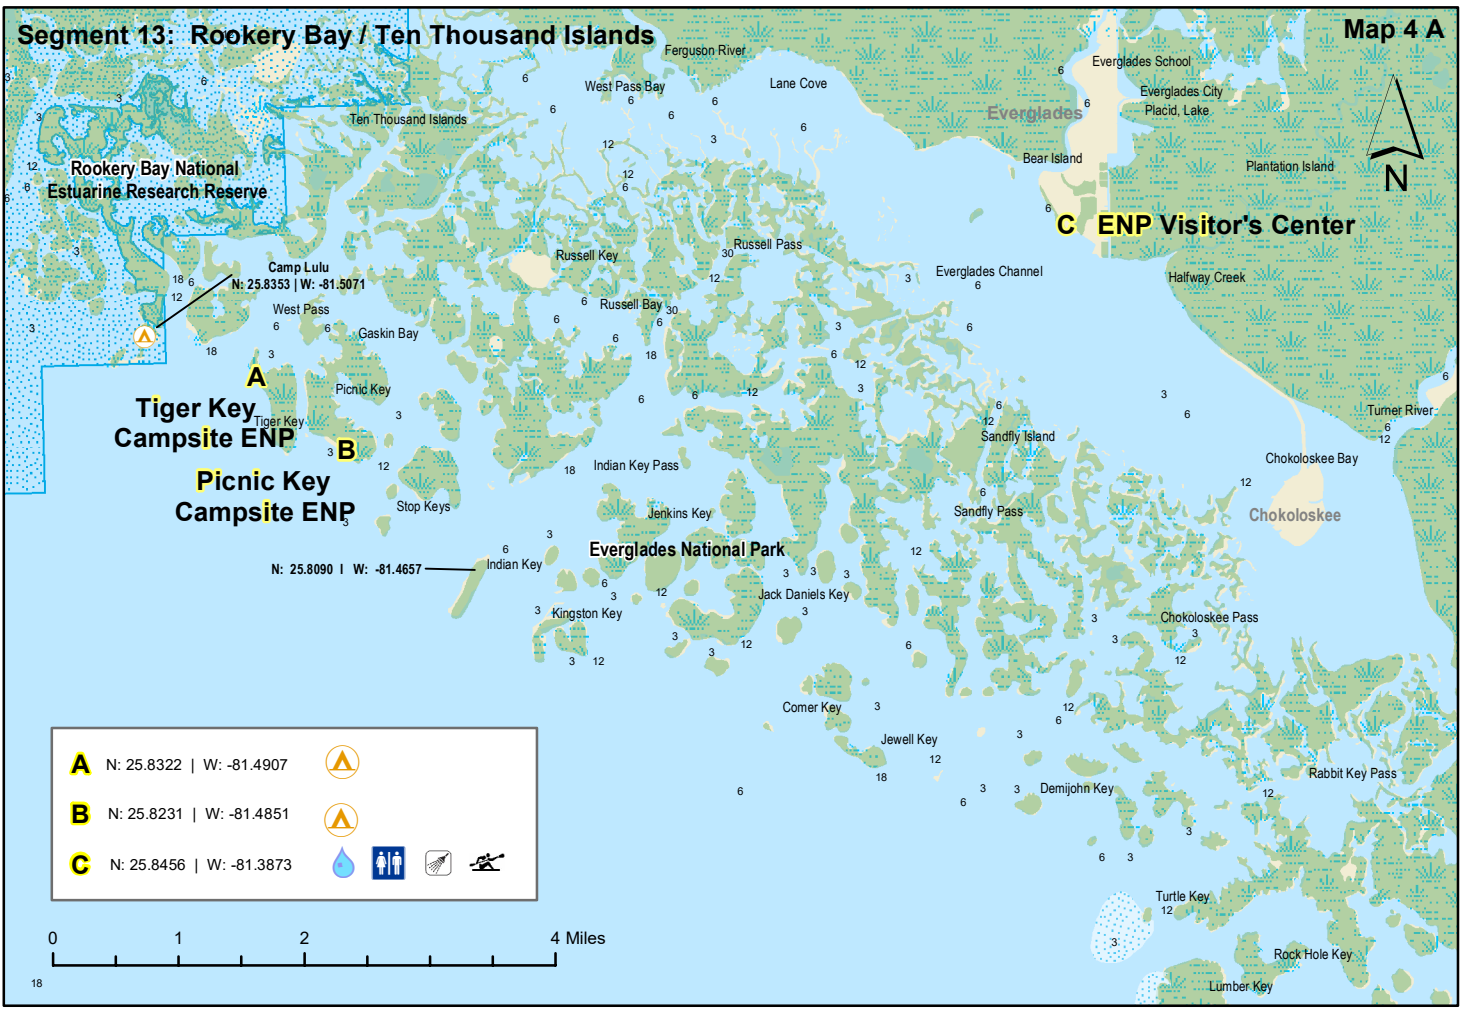 Segment 13: Rookery Bay / Ten Thousand Islands
Map 4 A
Ferguson River
West Pass Bay
Lane Cove
Everglades School
Everglades City
Placid, Lake
Everglades
Ten Thousand Islands
Bear Island
Plantation Island
N
Rookery Bay National
Estuarine Research Reserve
C ENP Visitor's Center
Russell Key
Russell Pass
Everglades Channel
Halfway Creek
Camp Lulu
N: 25.8353 | W: -81.5071
West Pass
Russell Bay
Gaskin Bay
A
Tiger Key
Campsite ENP
Picnic Key
Tiger Key
B
Picnic Key
Campsite ENP
Turner River
Sandfly Island
Chokoloskee Bay
Indian Key Pass
Stop Keys
Jenkins Key
Sandfly Pass
Chokoloskee
Everglades National Park
Indian Key
N: 25.8090 I W: -81.4657
Jack Daniels Key
Kingston Key
Chokoloskee Pass
Comer Key
Jewell Key
Rabbit Key Pass
Demijohn Key
Turtle Key
Rock Hole Key
Lumber Key
A N: 25.8322 | W: -81.4907
B N: 25.8231 | W: -81.4851
C N: 25.8456 | W: -81.3873
0 1 2 4 Miles
18